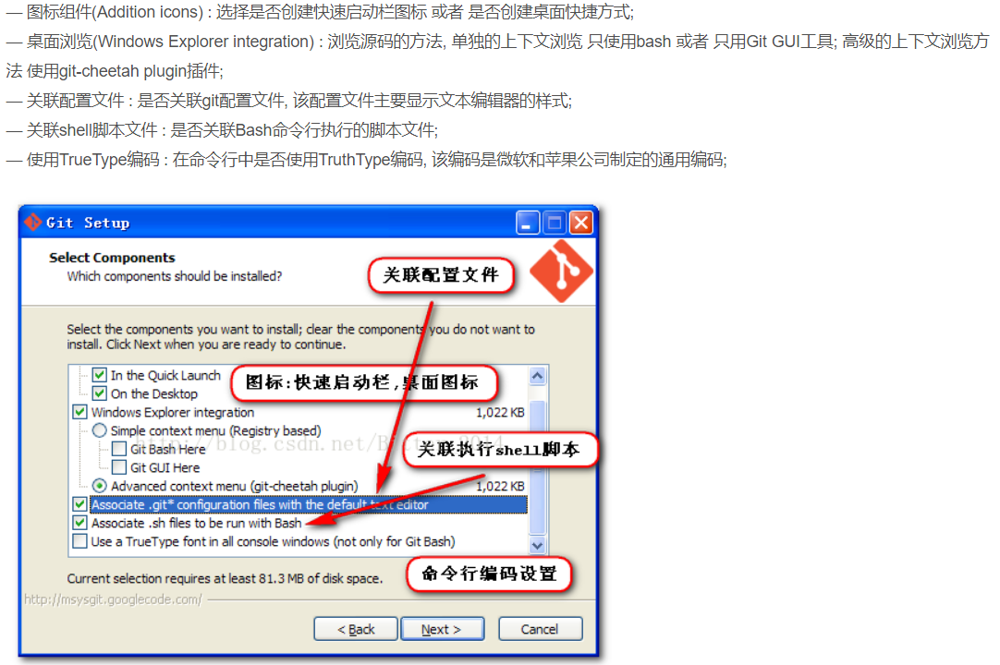 — 图标组件(Addition icons) : 选择是否创建快速启动栏图标 或者 是否创建桌面快捷方式;
— 桌面浏览(Windows Explorer integration) : 浏览源码的方法, 单独的上下文浏览 只使用bash 或者 只用Git GUI工具; 高级的上下文浏览方
法 使用git-cheetah plugin插件;
— 关联配置文件 : 是否关联git配置文件, 该配置文件主要显示文本编辑器的样式;
— 关联shell脚本文件 : 是否关联Bash命令行执行的脚本文件;
— 使用TrueType编码 : 在命令行中是否使用TruthType编码, 该编码是微软和苹果公司制定的通用编码;
Git Setup
Select Components
Which components should be installed?
关联配置文件
Select the components you want to install; clear the components you do not want to
install. Click Next when you are ready to continue.
In the Quick Launch
图标:快速启动栏,桌面图标
On the Desktop
Windows Explorer integration 1,022 KB
Simple context menu (Registry based)
http://blog.csdn.net/
Git Bash Here
关联执行shell脚本
Git GUI Here
Advanced context menu (git-cheetah plugin) 1,022 KB
Associate .git* configuration files with the default text editor
Associate .sh files to be run with Bash
Use a TrueType font in all console windows (not only for Git Bash)
命令行编码设置
Current selection requires at least 81.3 MB of disk space.
http://msysgit.googlecode.com/
< Back
Next >
Cancel